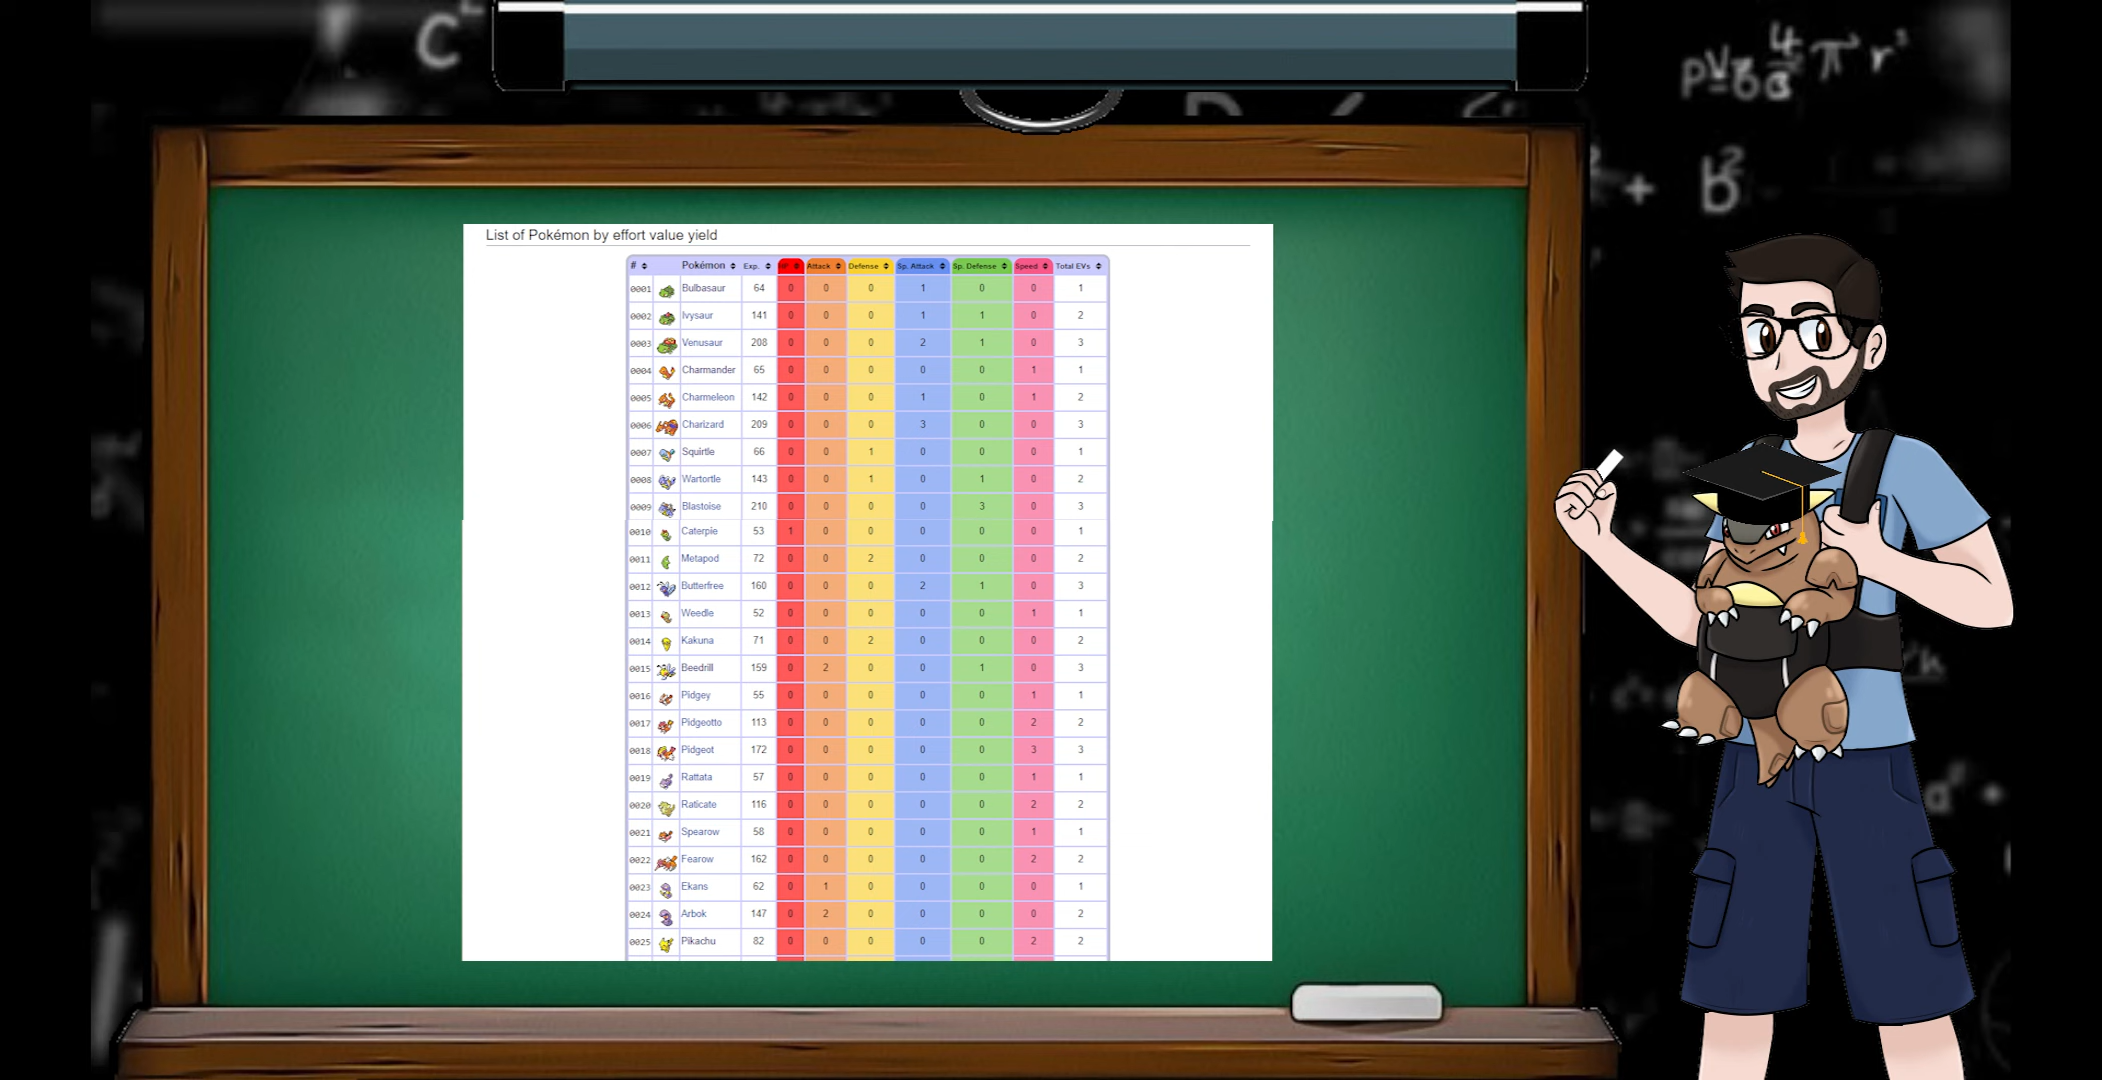 C
4
πr³
+ b²
List of Pokémon by effort value yield
# Pokémon Exp. HP Attack Defense Sp. Attack Sp. Defense Speed Total EVs
0001 Bulbasaur 64 0 0 0 1 0 0 1
0002 Ivysaur 141 0 0 0 1 1 0 2
0003 Venusaur 208 0 0 0 2 1 0 3
0004 Charmander 65 0 0 0 0 0 1 1
0005 Charmeleon 142 0 0 0 1 0 1 2
0006 Charizard 209 0 0 0 3 0 0 3
0007 Squirtle 66 0 0 1 0 0 0 1
0008 Wartortle 143 0 0 1 0 1 0 2
0009 Blastoise 210 0 0 0 0 3 0 3
0010 Caterpie 53 1 0 0 0 0 0 1
0011 Metapod 72 0 0 2 0 0 0 2
0012 Butterfree 160 0 0 0 2 1 0 3
0013 Weedle 52 0 0 0 0 0 1 1
0014 Kakuna 71 0 0 2 0 0 0 2
0015 Beedrill 159 0 2 0 0 1 0 3
0016 Pidgey 55 0 0 0 0 0 1 1
0017 Pidgeotto 113 0 0 0 0 0 2 2
0018 Pidgeot 172 0 0 0 0 0 3 3
0019 Rattata 57 0 0 0 0 0 1 1
0020 Raticate 116 0 0 0 0 0 2 2
0021 Spearow 58 0 0 0 0 0 1 1
0022 Fearow 162 0 0 0 0 0 2 2
0023 Ekans 62 0 1 0 0 0 0 1
0024 Arbok 147 0 2 0 0 0 0 2
0025 Pikachu 82 0 0 0 0 0 2 2